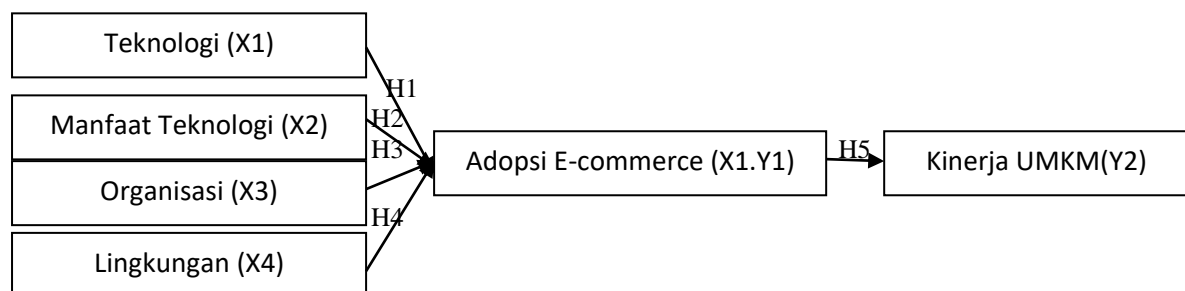 Teknologi (X1)
H1
Manfaat Teknologi (X2)
H2
H3
Organisasi (X3)
H4
Lingkungan (X4)
Adopsi E-commerce (X1.Y1)
H5
Kinerja UMKM(Y2)